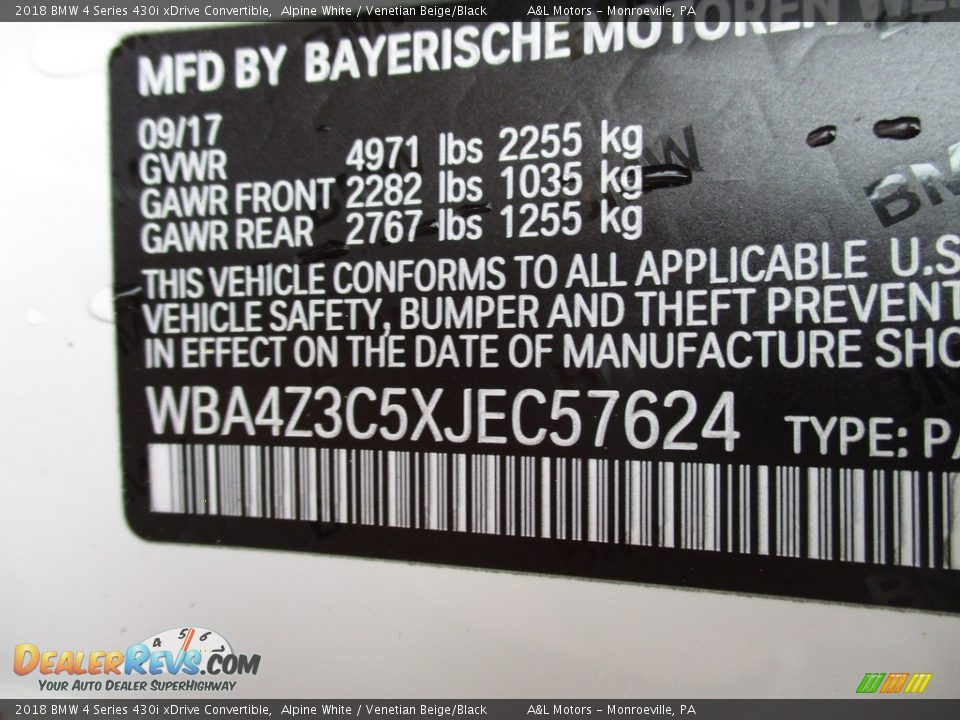 2018 BMW 4 Series 430i xDrive Convertible, Alpine White / Venetian Beige/Black A&L Motors - Monroeville, PA
MFD BY BAYERISCHE MOTOREN
09/17
GVWR 4971 lbs 2255 kg
GAWR FRONT 2282 lbs 1035 kg
GAWR REAR 2767 lbs 1255 kg
THIS VEHICLE CONFORMS TO ALL APPLICABLE U.S
VEHICLE SAFETY, BUMPER AND THEFT PREVENT
IN EFFECT ON THE DATE OF MANUFACTURE SHO
WBA4Z3C5XJEC57624 TYPE: PA
4 5 6
DealerRevs.com
Your Auto Dealer SuperHighway
2018 BMW 4 Series 430i xDrive Convertible, Alpine White / Venetian Beige/Black A&L Motors - Monroeville, PA